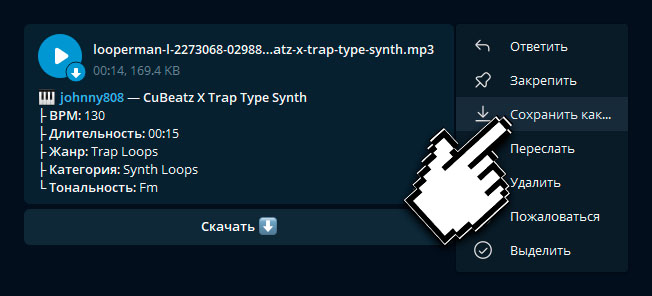 looperman-l-2273068-02988...atz-x-trap-type-synth.mp3
00:14, 169.4 KB
johnny808 — CuBeatz X Trap Type Synth
├ BPM: 130
├ Длительность: 00:15
├ Жанр: Trap Loops
├ Категория: Synth Loops
└ Тональность: Fm
Скачать
Ответить
Закрепить
Сохранить как...
Переслать
Удалить
Пожаловаться
Выделить